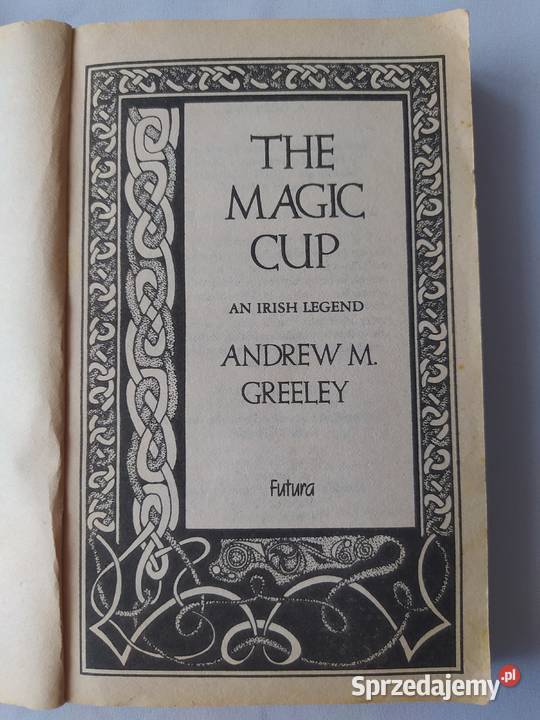 THE
MAGIC
CUP
AN IRISH LEGEND
ANDREW M.
GREELEY
Futura
Sprzedajemy.pl